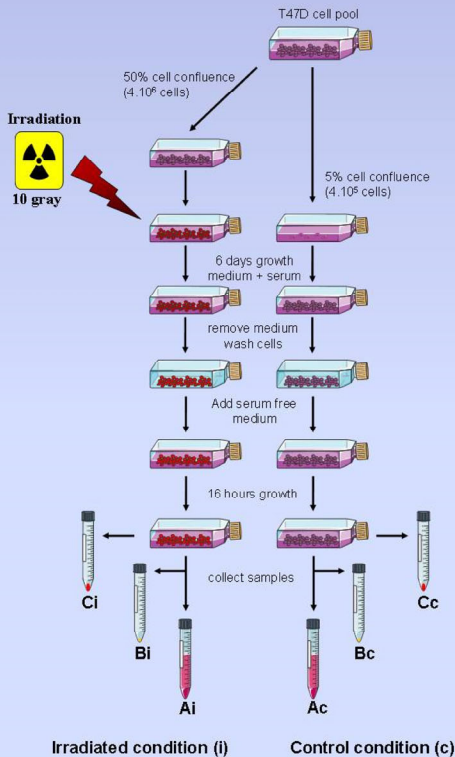 T47D cell pool
50% cell confluence
(4.10⁶ cells)
Irradiation
10 gray
5% cell confluence
(4.10⁵ cells)
6 days growth
medium + serum
remove medium
wash cells
Add serum free
medium
16 hours growth
collect samples
Ci
Cc
Bi
Bc
Ai
Ac
Irradiated condition (i)
Control condition (c)